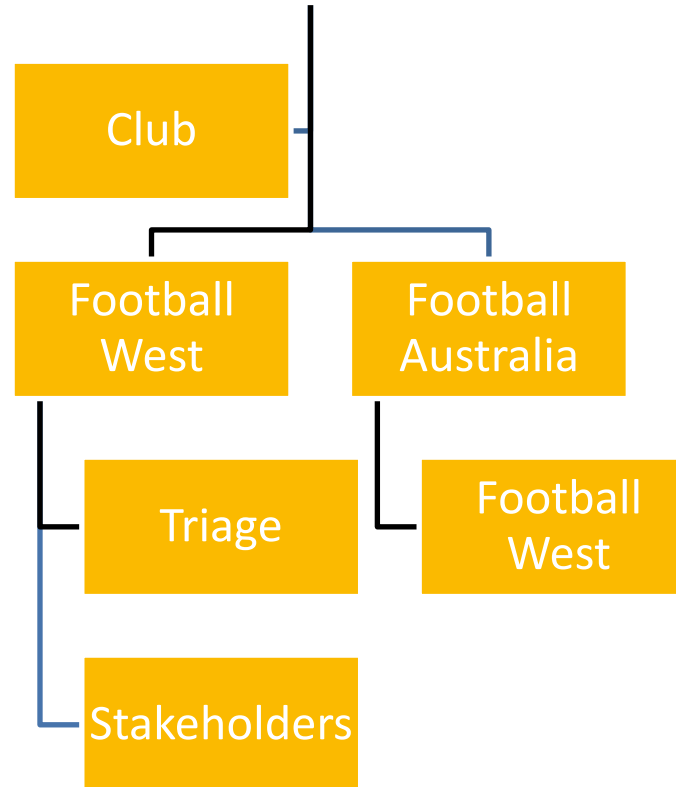 Club
Football
West
Football
Australia
Triage
Football
West
Stakeholders